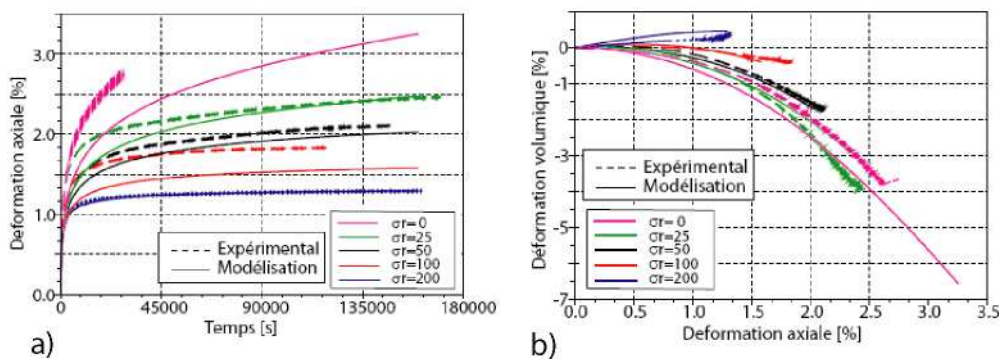 Deformation axiale [%]
3.0
2.0
1.0
0.0
0
45000
90000
135000
180000
Temps [s]
Expérimental
Modélisation
σr= 0
σr=25
σr=50
σr=100
σr=200
a)
Déformation volumique [%]
0
-1
-3
-4
-5
-7
0.0
0.5
1.0
1.5
2.0
2.5
3.0
3.5
Deformation axiale [%]
Expérimental
Modélisation
σr= 0
σr=25
σr=50
σr=100
σr=200
b)